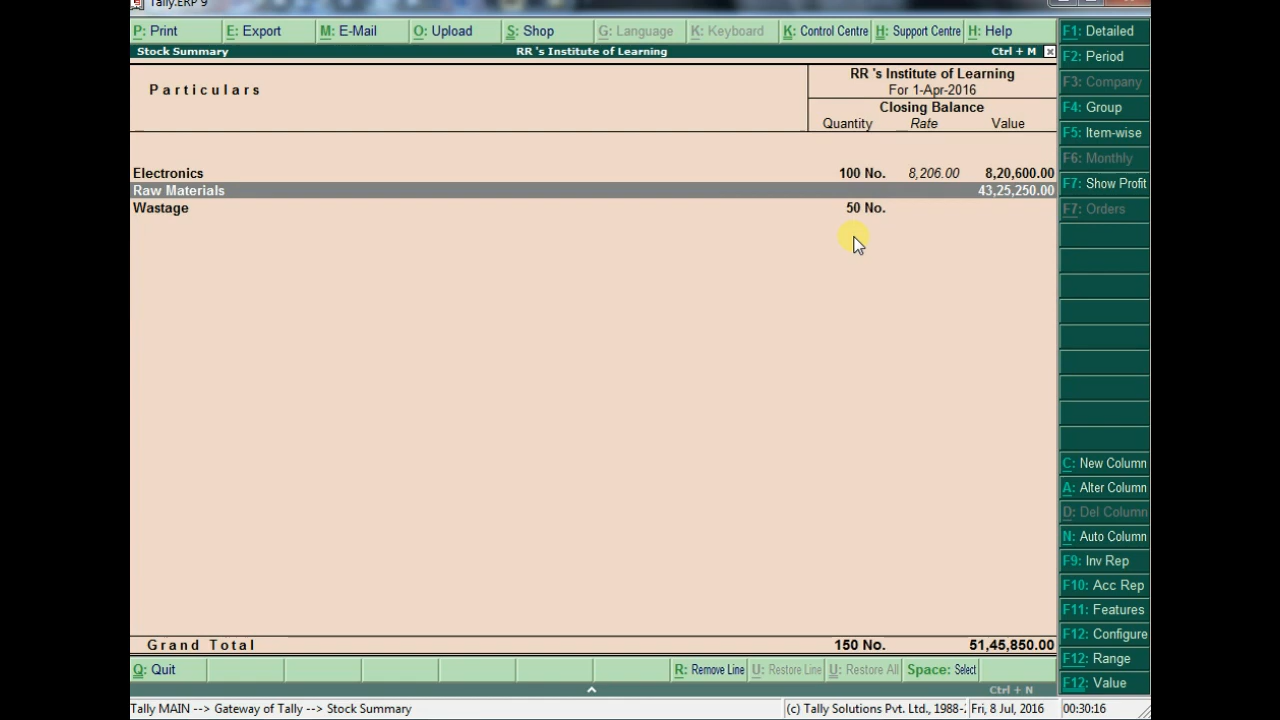 Tally.ERP 9
P: Print E: Export M: E-Mail O: Upload S: Shop G: Language K: Keyboard K: Control Centre H: Support Centre H: Help
Stock Summary RR 's Institute of Learning Ctrl + M
Particulars
RR 's Institute of Learning
For 1-Apr-2016
Closing Balance
Quantity Rate Value
Electronics 100 No. 8,206.00 8,20,600.00
Raw Materials 43,25,250.00
Wastage 50 No.
Grand Total 150 No. 51,45,850.00
Q: Quit R: Remove Line U: Restore Line U: Restore All Space: Select
Ctrl + N
Tally MAIN --> Gateway of Tally --> Stock Summary (c) Tally Solutions Pvt. Ltd., 1988-2 Fri, 8 Jul, 2016 00:30:16
F1: Detailed
F2: Period
F3: Company
F4: Group
F5: Item-wise
F6: Monthly
F7: Show Profit
F7: Orders
C: New Column
A: Alter Column
D: Del Column
N: Auto Column
F9: Inv Rep
F10: Acc Rep
F11: Features
F12: Configure
F12: Range
F12: Value